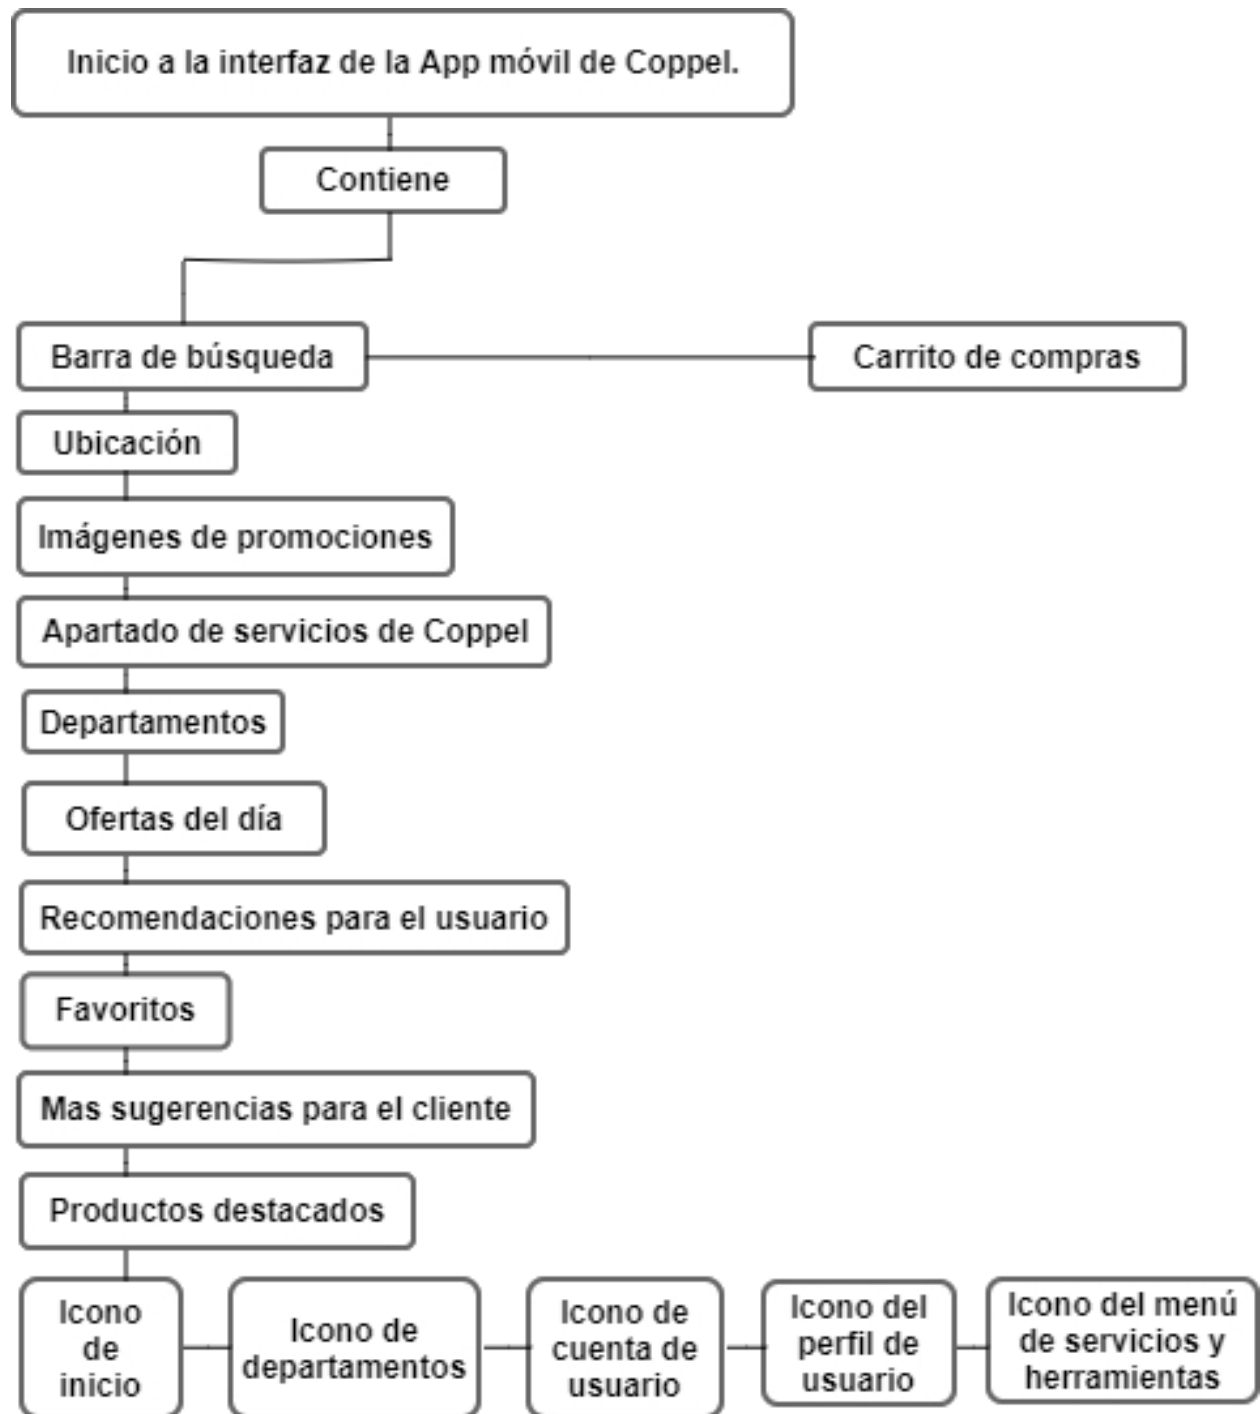 Inicio a la interfaz de la App móvil de Coppel.
Contiene
Barra de búsqueda
Carrito de compras
Ubicación
Imágenes de promociones
Apartado de servicios de Coppel
Departamentos
Ofertas del día
Recomendaciones para el usuario
Favoritos
Mas sugerencias para el cliente
Productos destacados
Icono
de
inicio
Icono de
departamentos
Icono de
cuenta de
usuario
Icono del
perfil de
usuario
Icono del menú
de servicios y
herramientas